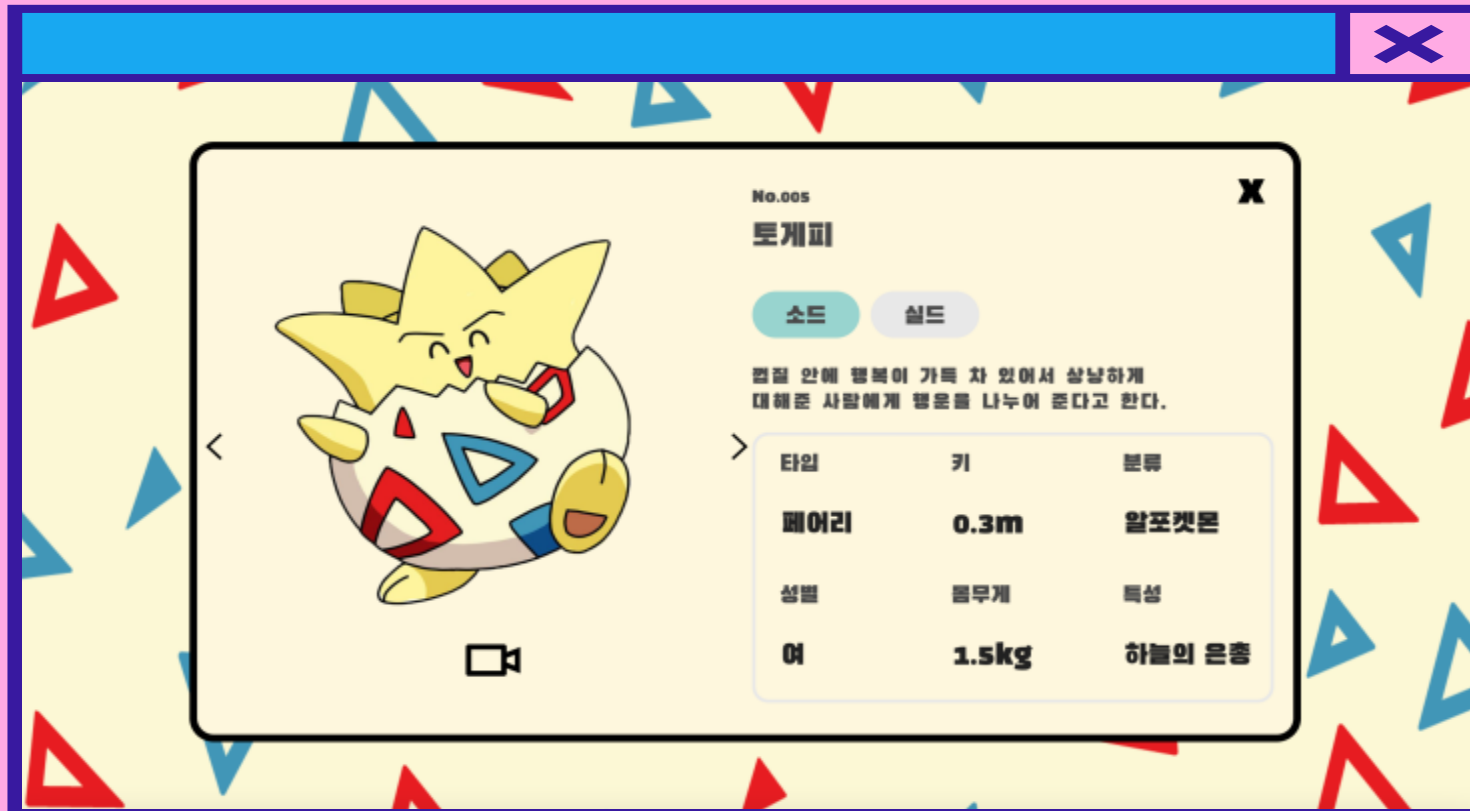 No.005
토게피
소드
실드
껍질 안에 행복이 가득 차 있어서 상냥하게
대해준 사람에게 행운을 나누어 준다고 한다.
타입 키 분류
페어리 0.3m 알포켓몬
성별 몸무게 특성
여 1.5kg 하늘의 은총